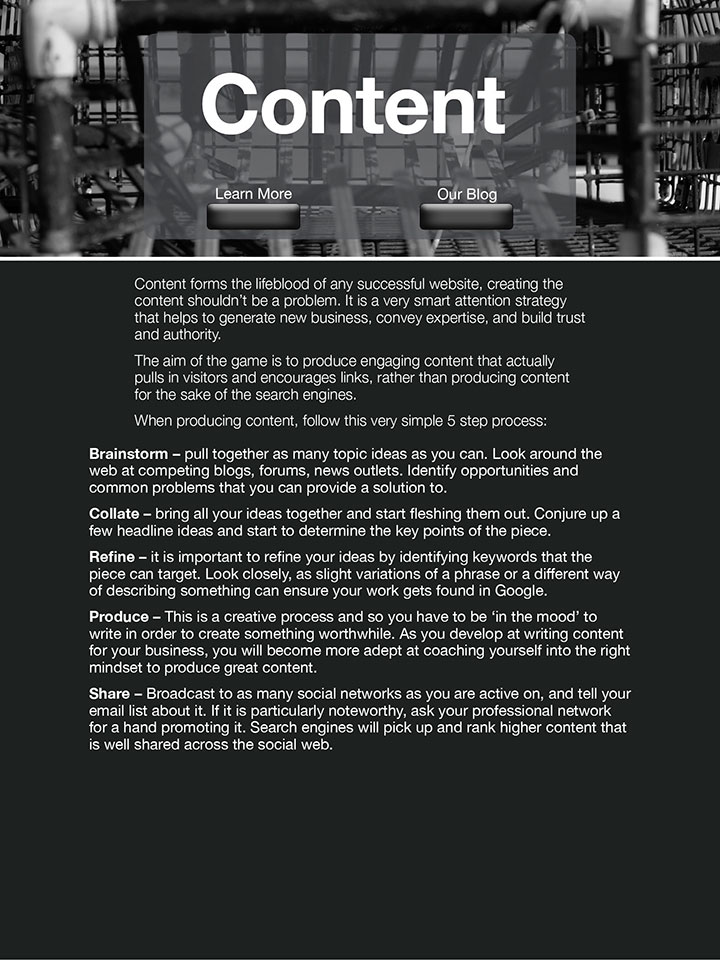 Content
Learn More
Our Blog
Content forms the lifeblood of any successful website, creating the
content shouldn’t be a problem. It is a very smart attention strategy
that helps to generate new business, convey expertise, and build trust
and authority.
The aim of the game is to produce engaging content that actually
pulls in visitors and encourages links, rather than producing content
for the sake of the search engines.
When producing content, follow this very simple 5 step process:
Brainstorm – pull together as many topic ideas as you can. Look around the
web at competing blogs, forums, news outlets. Identify opportunities and
common problems that you can provide a solution to.
Collate – bring all your ideas together and start fleshing them out. Conjure up a
few headline ideas and start to determine the key points of the piece.
Refine – it is important to refine your ideas by identifying keywords that the
piece can target. Look closely, as slight variations of a phrase or a different way
of describing something can ensure your work gets found in Google.
Produce – This is a creative process and so you have to be ‘in the mood’ to
write in order to create something worthwhile. As you develop at writing content
for your business, you will become more adept at coaching yourself into the right
mindset to produce great content.
Share – Broadcast to as many social networks as you are active on, and tell your
email list about it. If it is particularly noteworthy, ask your professional network
for a hand promoting it. Search engines will pick up and rank higher content that
is well shared across the social web.